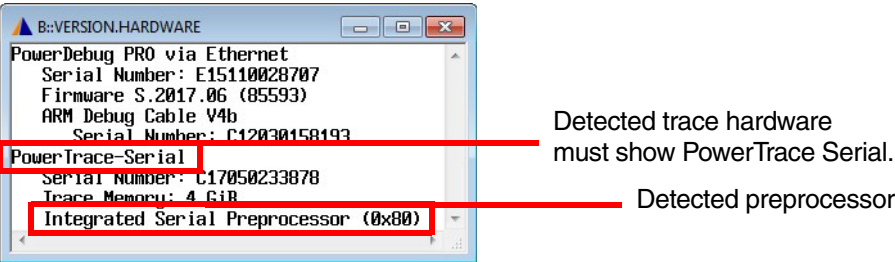 B::VERSION.HARDWARE
PowerDebug PRO via Ethernet
Serial Number: E15110028707
Firmware S.2017.06 (85593)
ARM Debug Cable V4b
Serial Number: C12030158193
PowerTrace-Serial
Serial Number: C17050233878
Trace Memory: 4 GiB
Integrated Serial Preprocessor (0x80)
Detected trace hardware
must show PowerTrace Serial.
Detected preprocessor